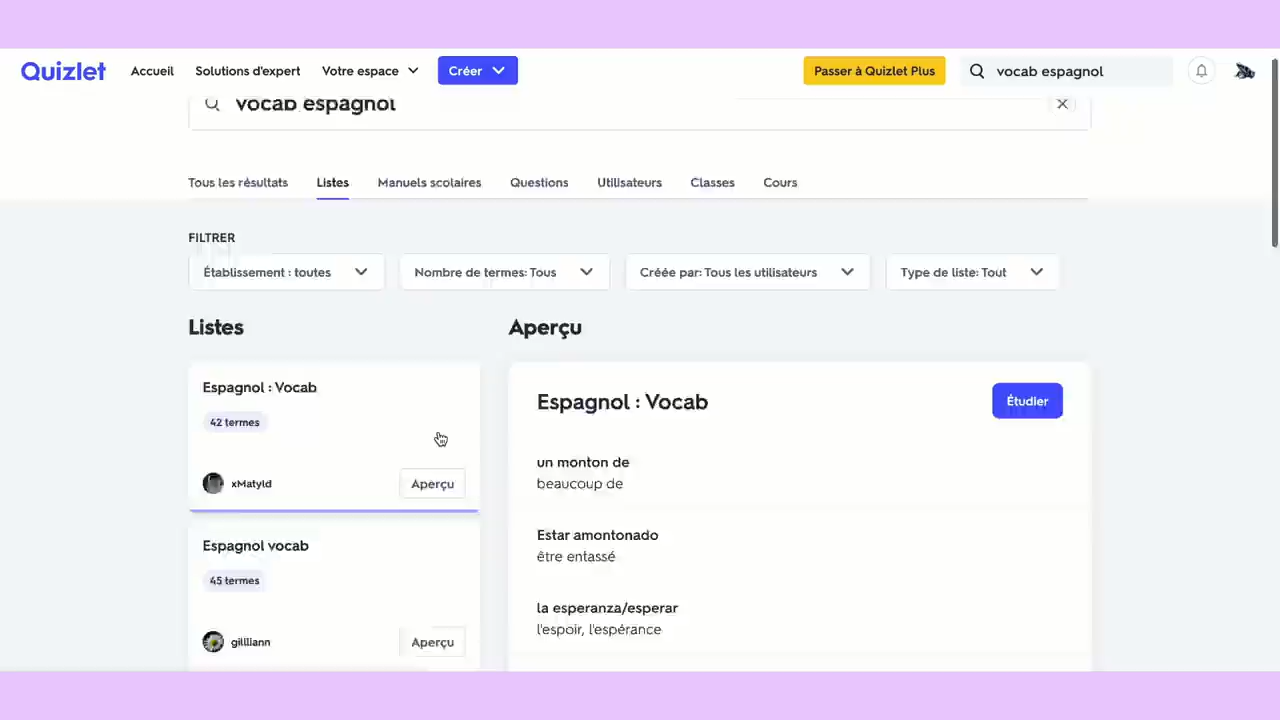 Quizlet
Accueil
Solutions d'expert
Votre espace
Créer
Passer à Quizlet Plus
vocab espagnol
vocab espagnol
Tous les résultats
Listes
Manuels scolaires
Questions
Utilisateurs
Classes
Cours
FILTRER
Établissement : toutes
Nombre de termes: Tous
Créée par: Tous les utilisateurs
Type de liste: Tout
Listes
Espagnol : Vocab
42 termes
xMatyld
Aperçu
Espagnol vocab
45 termes
gillliann
Aperçu
Aperçu
Espagnol : Vocab
Étudier
un monton de
beaucoup de
Estar amontonado
être entassé
la esperanza/esperar
l'espoir, l'espérance